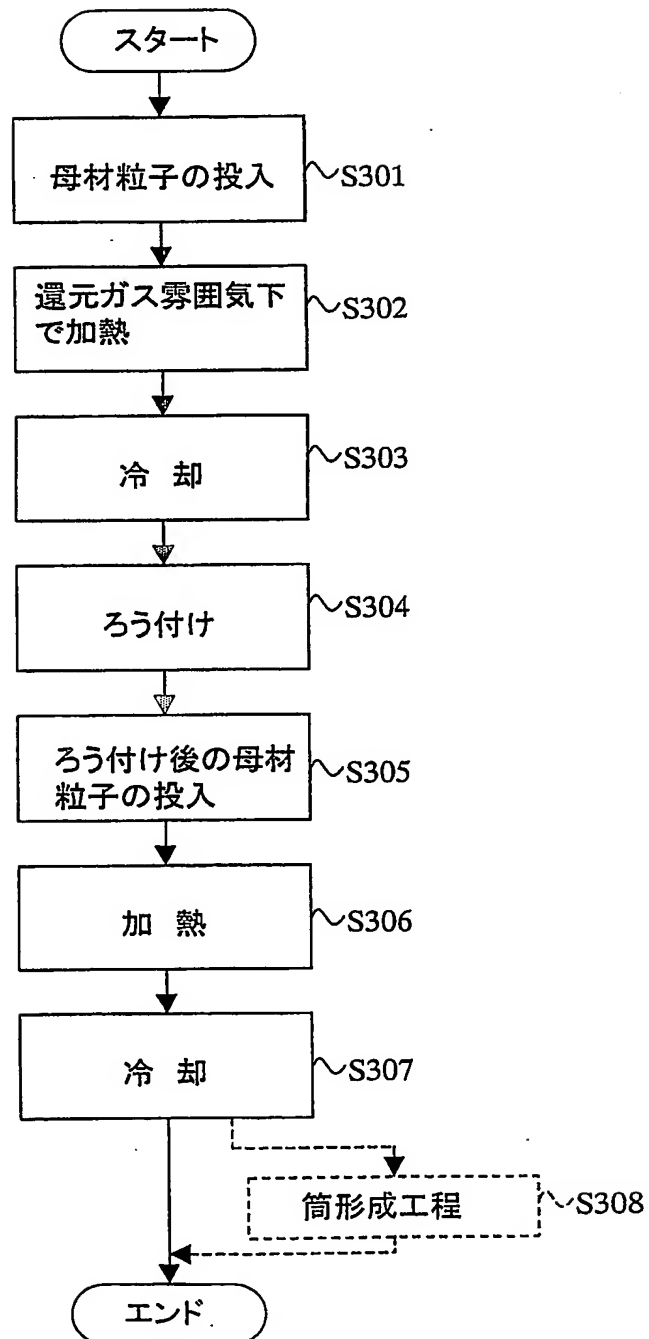 スタート
母材粒子の投入
S301
還元ガス雰囲気下
で加熱
S302
冷 却
S303
ろう付け
S304
ろう付け後の母材
粒子の投入
S305
加 熱
S306
冷 却
S307
筒形成工程
S308
エンド